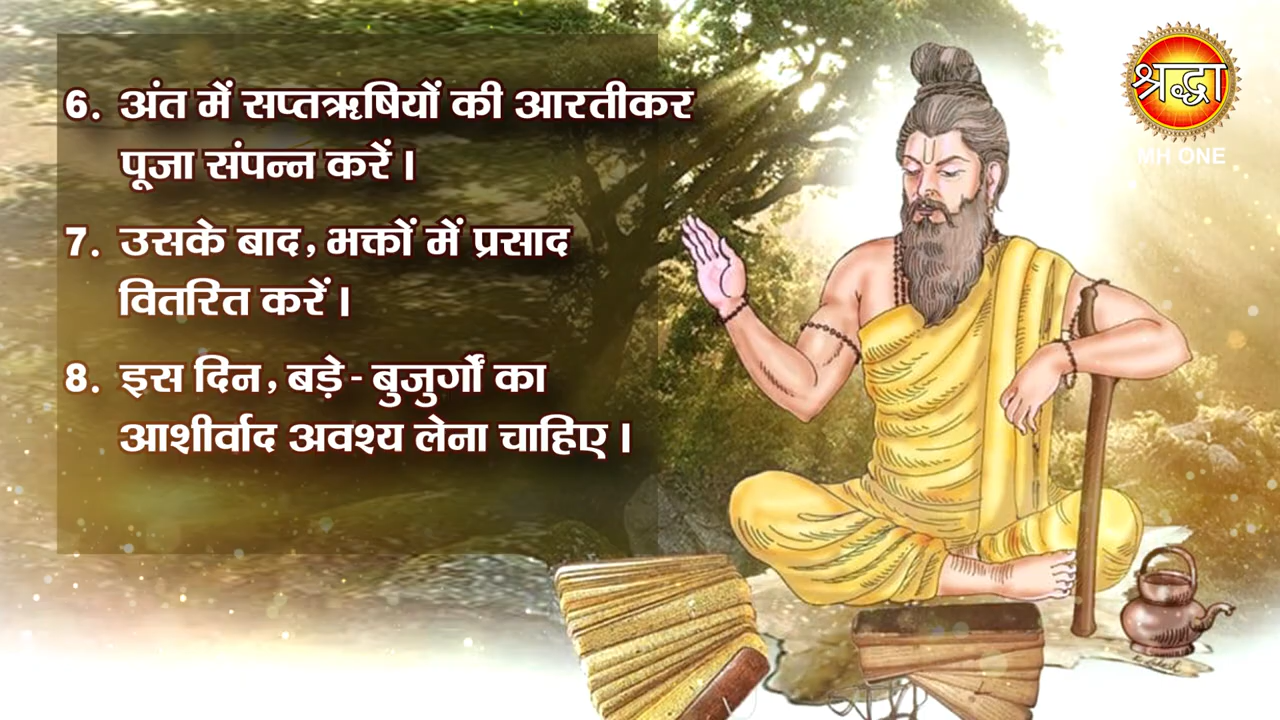 6. अंत में सप्तऋषियों की आरतीकर
पूजा संपन्न करें ।
7. उसके बाद, भक्तों में प्रसाद
वितरित करें ।
8. इस दिन, बड़े - बुजुर्गों का
आशीर्वाद अवश्य लेना चाहिए ।
श्रद्धा
MH ONE